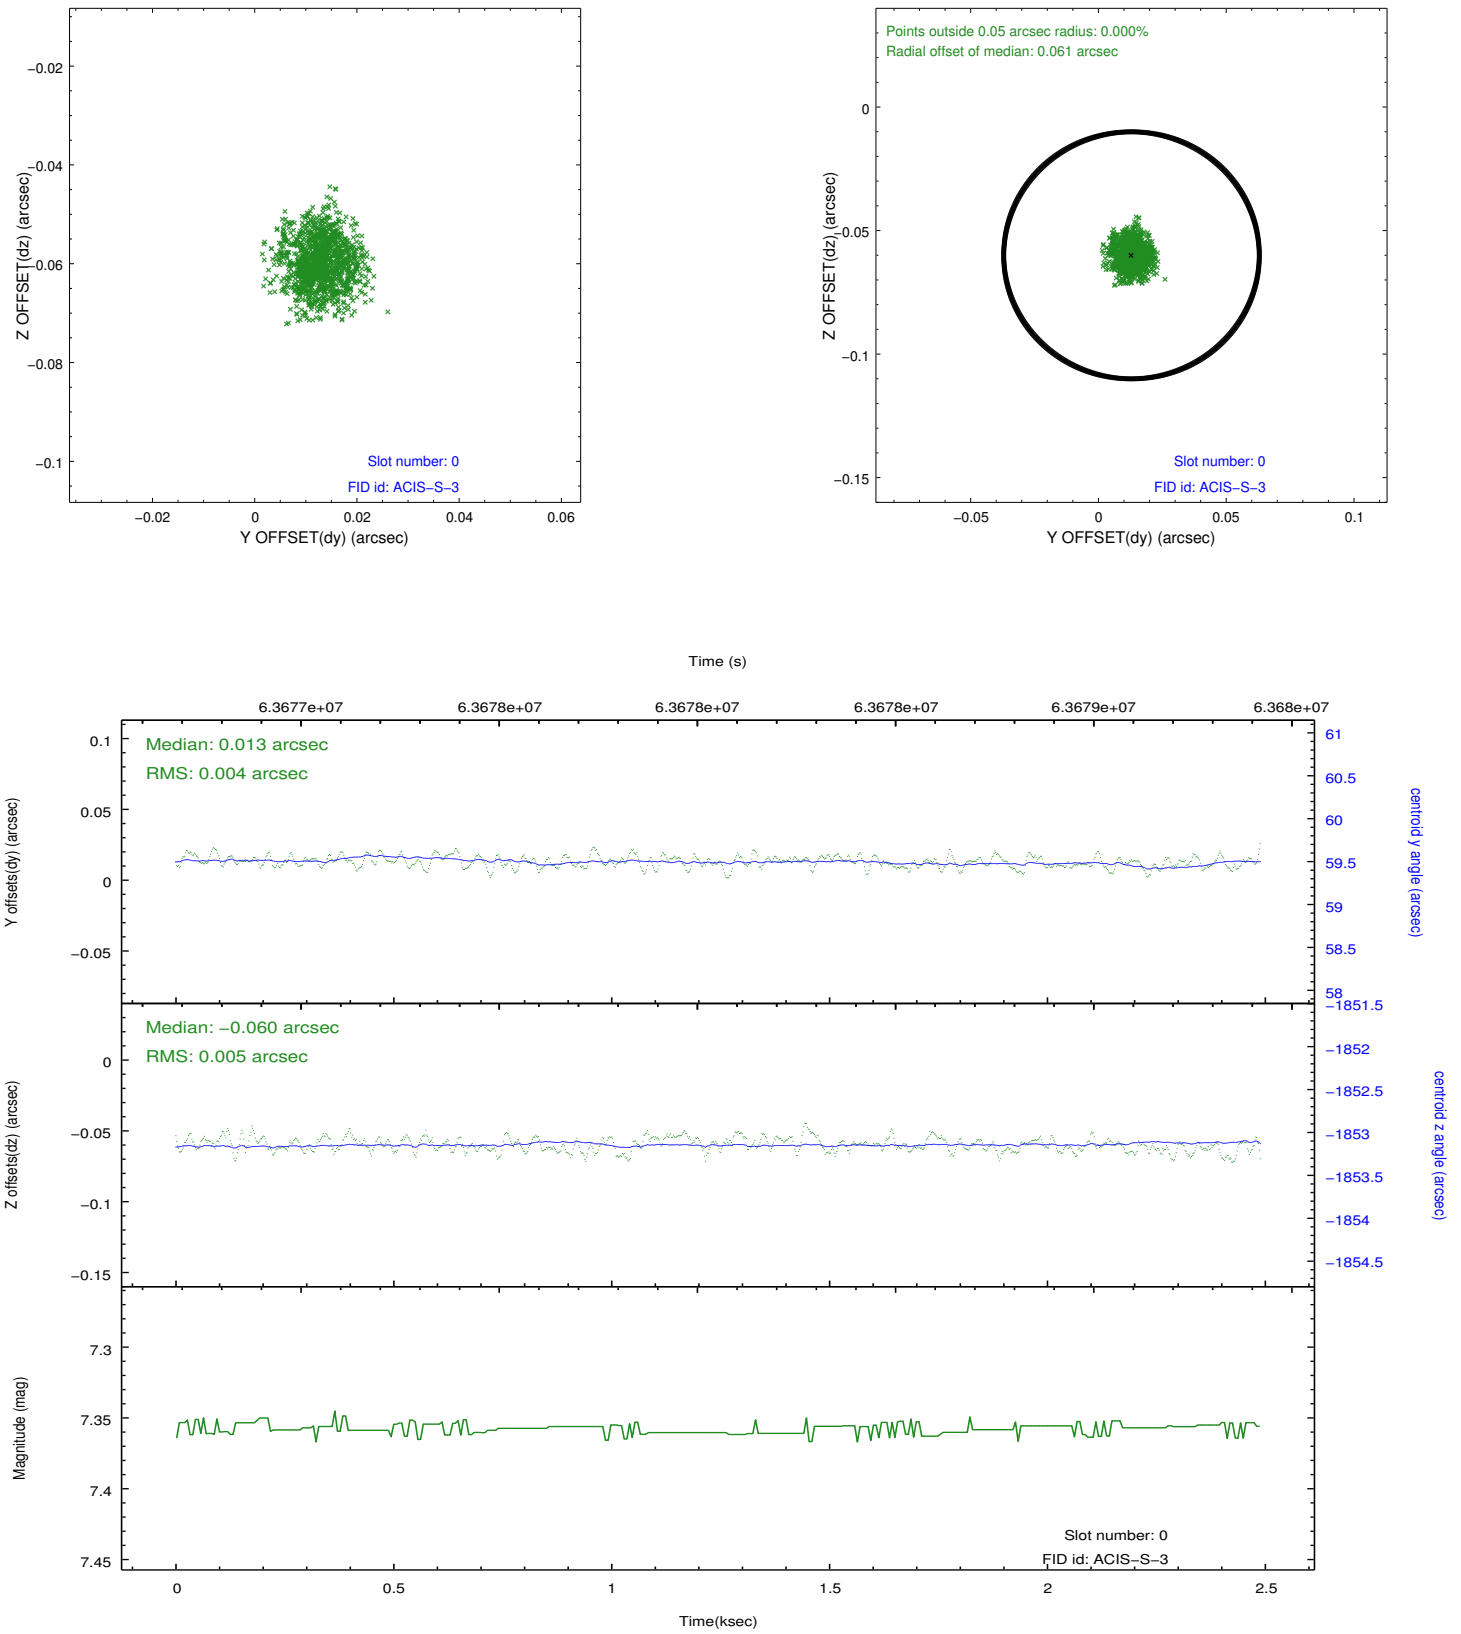 −0.02
−0.04
−0.06
−0.08
−0.1
Z OFFSET(dz) (arcsec)
Slot number: 0
FID id: ACIS−S−3
−0.02 0 0.02 0.04 0.06
Y OFFSET(dy) (arcsec)
Points outside 0.05 arcsec radius: 0.000%
Radial offset of median: 0.061 arcsec
0
−0.05
−0.1
−0.15
Z OFFSET(dz) (arcsec)
Slot number: 0
FID id: ACIS−S−3
−0.05 0 0.05 0.1
Y OFFSET(dy) (arcsec)
Time (s)
6.3677e+07 6.3678e+07 6.3678e+07 6.3678e+07 6.3679e+07 6.368e+07
Median: 0.013 arcsec
RMS: 0.004 arcsec
0.1
0.05
0
−0.05
Y offsets(dy) (arcsec)
61
60.5
60
59.5
59
58.5
58
centroid y angle (arcsec)
Median: −0.060 arcsec
RMS: 0.005 arcsec
0
−0.05
−0.1
−0.15
Z offsets(dz) (arcsec)
−1851.5
−1852
−1852.5
−1853
−1853.5
−1854
−1854.5
centroid z angle (arcsec)
7.3
7.35
7.4
7.45
Magnitude (mag)
Slot number: 0
FID id: ACIS−S−3
0 0.5 1 1.5 2 2.5
Time(ksec)